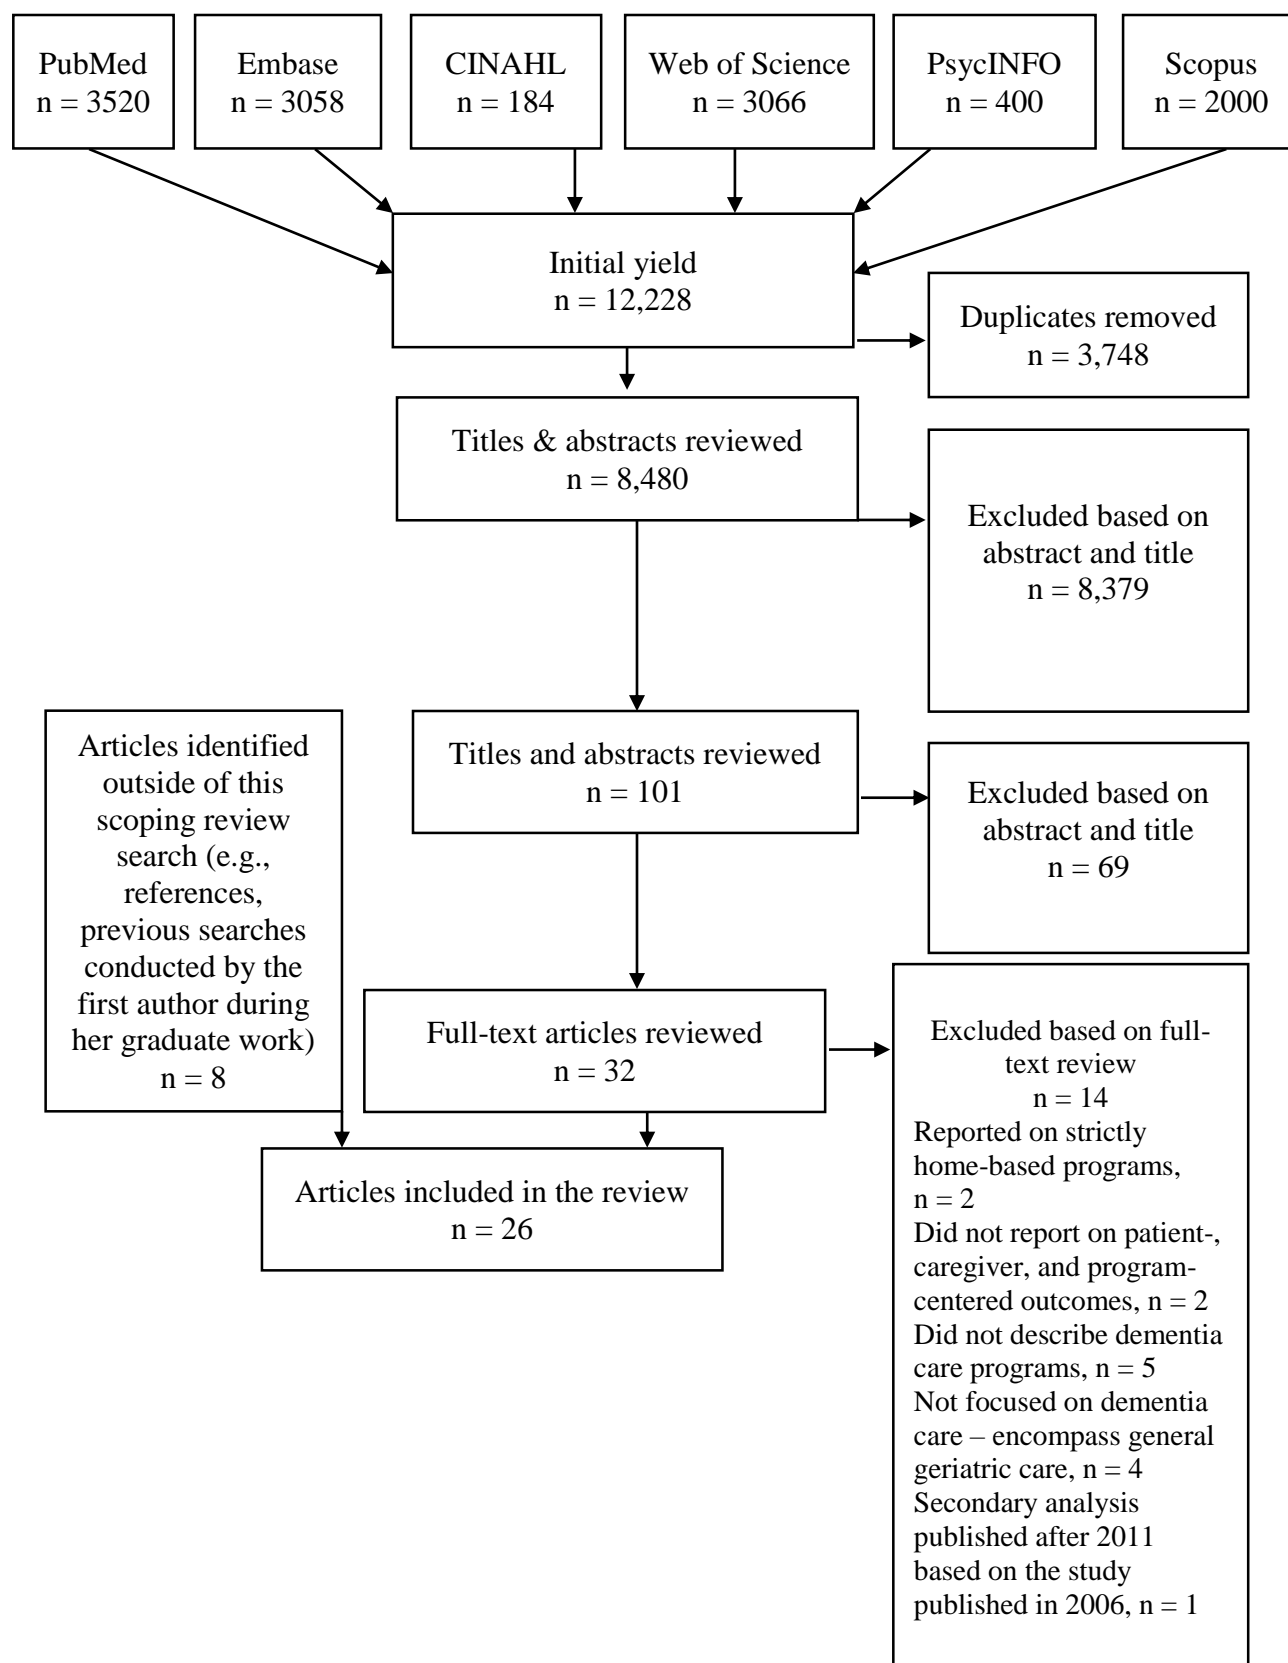 PubMed
n = 3520
Embase
n = 3058
CINAHL
n = 184
Web of Science
n = 3066
PsycINFO
n = 400
Scopus
n = 2000
Initial yield
n = 12,228
Duplicates removed
n = 3,748
Titles & abstracts reviewed
n = 8,480
Excluded based on
abstract and title
n = 8,379
Titles and abstracts reviewed
n = 101
Excluded based on
abstract and title
n = 69
Articles identified
outside of this
scoping review
search (e.g.,
references,
previous searches
conducted by the
first author during
her graduate work)
n = 8
Full-text articles reviewed
n = 32
Excluded based on full-
text review
n = 14
Reported on strictly
home-based programs,
n = 2
Did not report on patient-,
caregiver, and program-
centered outcomes, n = 2
Did not describe dementia
care programs, n = 5
Not focused on dementia
care – encompass general
geriatric care, n = 4
Secondary analysis
published after 2011
based on the study
published in 2006, n = 1
Articles included in the review
n = 26